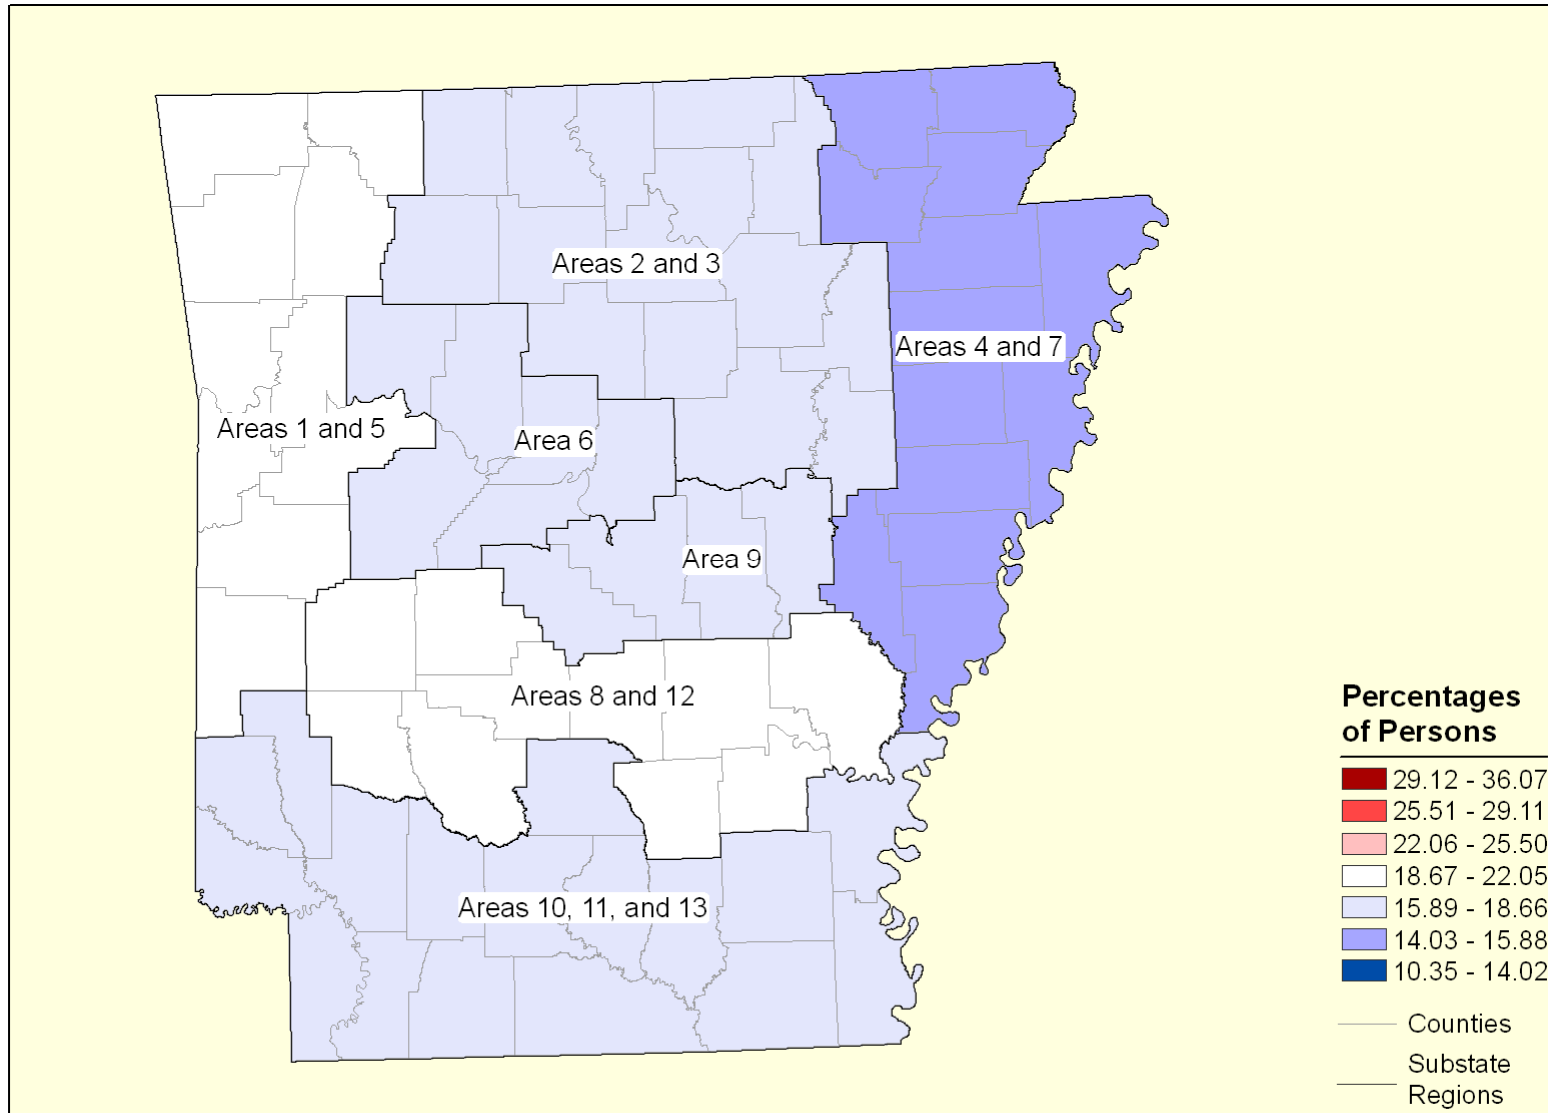 Areas 2 and 3
Areas 4 and 7
Areas 1 and 5
Area 6
Area 9
Areas 8 and 12
Areas 10, 11, and 13
Percentages
of Persons
29.12 - 36.07
25.51 - 29.11
22.06 - 25.50
18.67 - 22.05
15.89 - 18.66
14.03 - 15.88
10.35 - 14.02
Counties
Substate
Regions